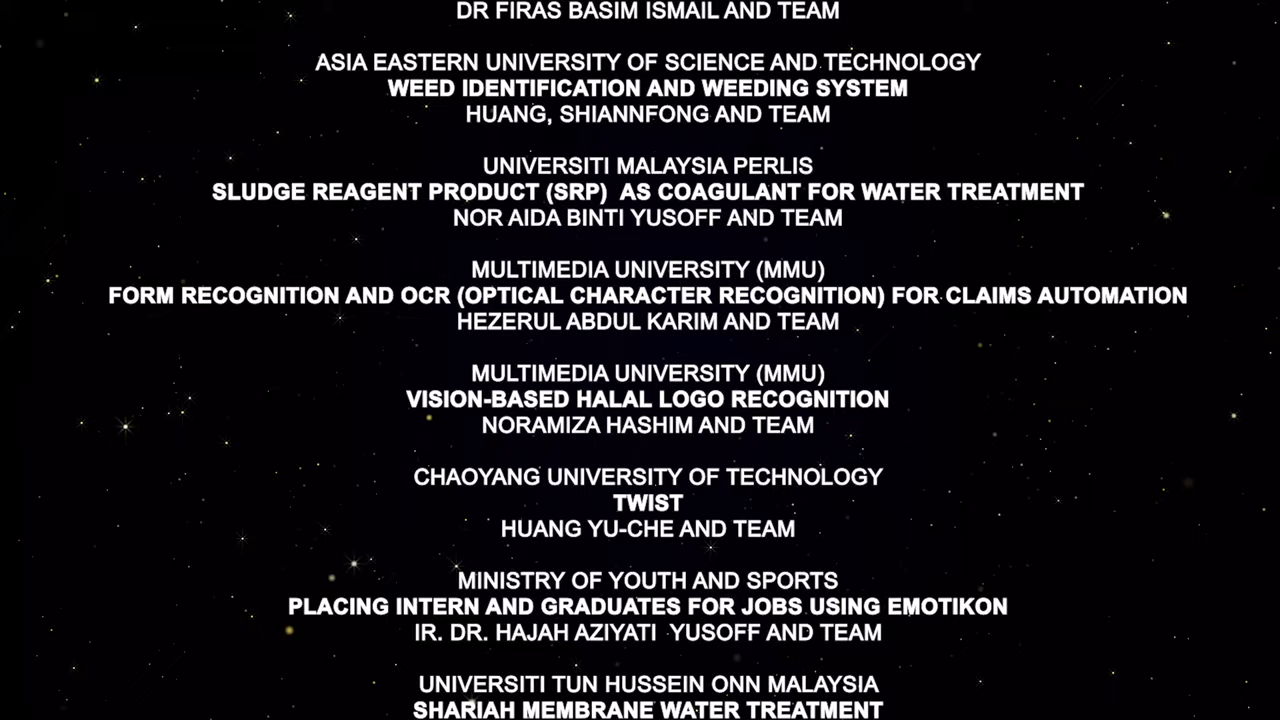 DR FIRAS BASIM ISMAIL AND TEAM
ASIA EASTERN UNIVERSITY OF SCIENCE AND TECHNOLOGY
WEED IDENTIFICATION AND WEEDING SYSTEM
HUANG, SHIANNFONG AND TEAM
UNIVERSITI MALAYSIA PERLIS
SLUDGE REAGENT PRODUCT (SRP)  AS COAGULANT FOR WATER TREATMENT
NOR AIDA BINTI YUSOFF AND TEAM
MULTIMEDIA UNIVERSITY (MMU)
FORM RECOGNITION AND OCR (OPTICAL CHARACTER RECOGNITION) FOR CLAIMS AUTOMATION
HEZERUL ABDUL KARIM AND TEAM
MULTIMEDIA UNIVERSITY (MMU)
VISION-BASED HALAL LOGO RECOGNITION
NORAMIZA HASHIM AND TEAM
CHAOYANG UNIVERSITY OF TECHNOLOGY
TWIST
HUANG YU-CHE AND TEAM
MINISTRY OF YOUTH AND SPORTS
PLACING INTERN AND GRADUATES FOR JOBS USING EMOTIKON
IR. DR. HAJAH AZIYATI  YUSOFF AND TEAM
UNIVERSITI TUN HUSSEIN ONN MALAYSIA
SHARIAH MEMBRANE WATER TREATMENT